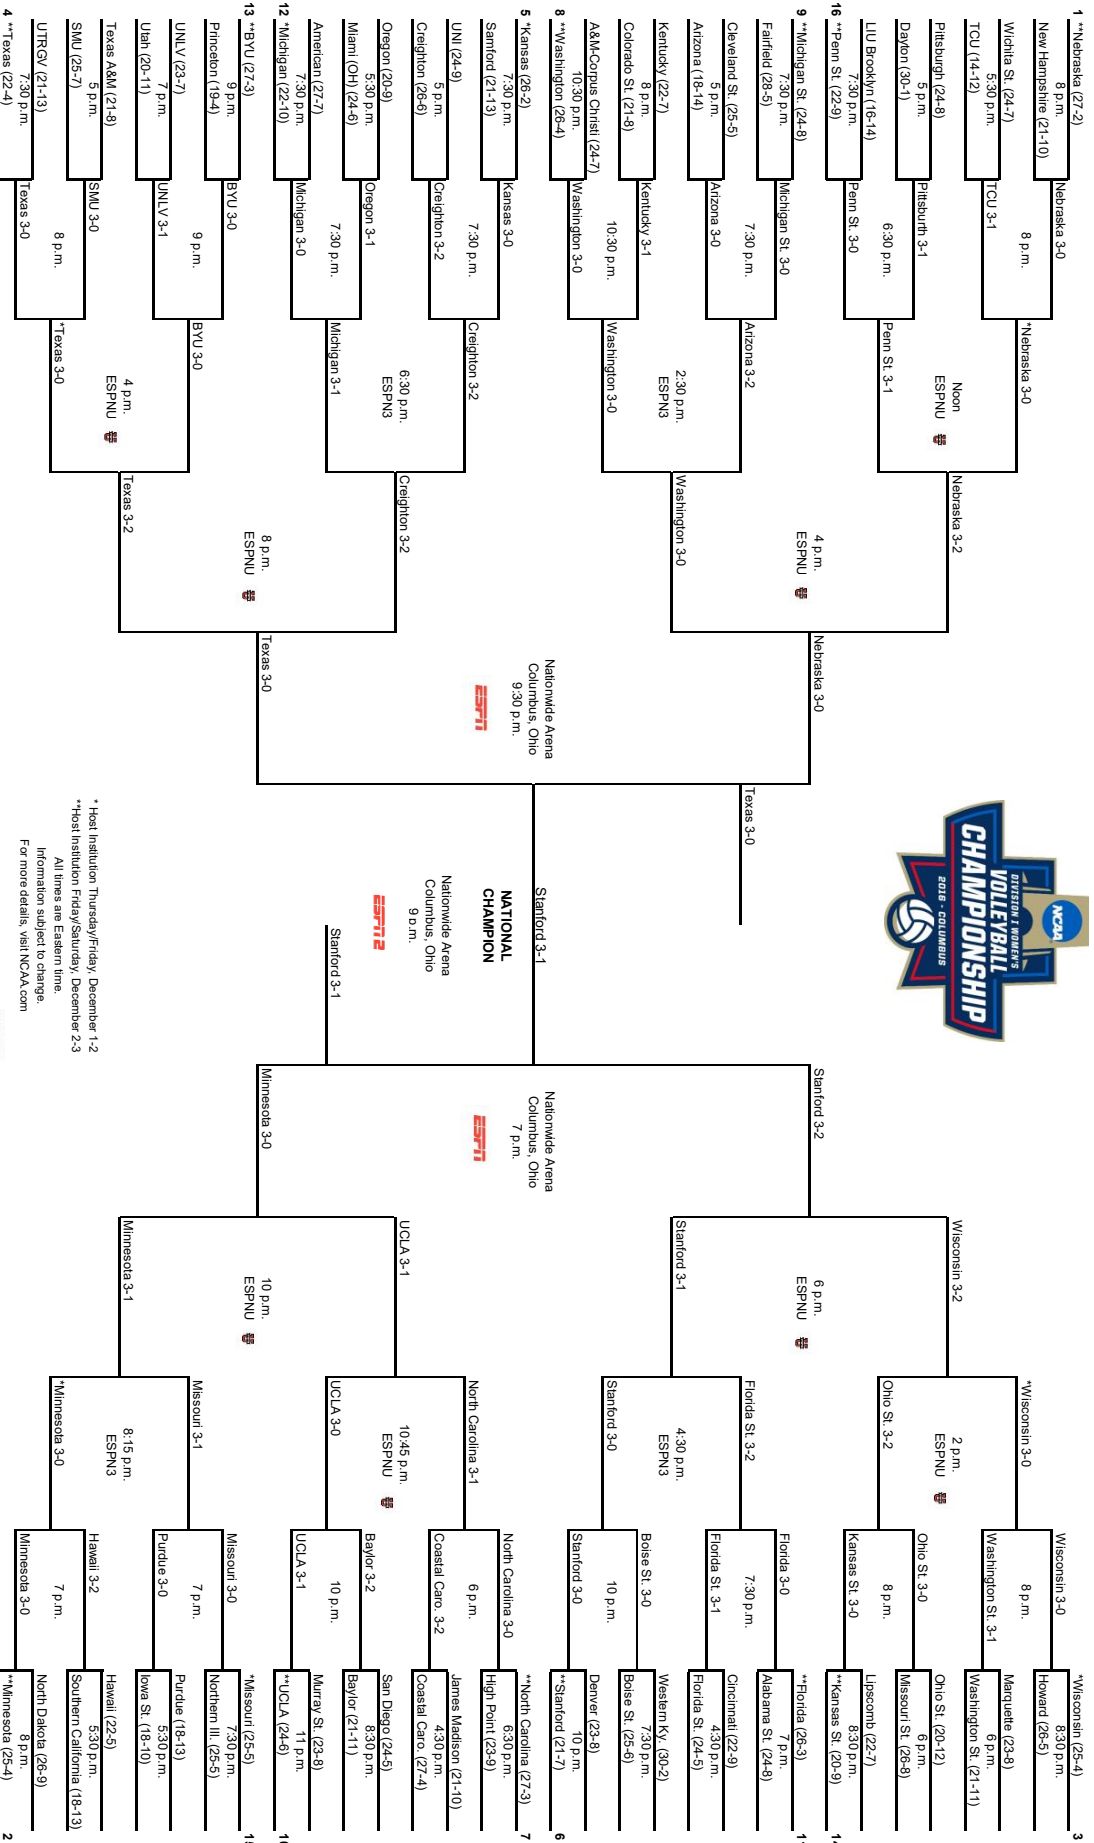 1 **Nebraska (27-2)
8 p.m.
New Hampshire (21-10)
Wichita St. (24-7)
5:30 p.m.
TCU (14-12)
Pittsburgh (24-8)
5 p.m.
Dayton (30-1)
LIU Brooklyn (16-14)
7:30 p.m.
16 **Penn St. (22-9)
9 **Michigan St. (24-8)
7:30 p.m.
Fairfield (28-5)
Cleveland St. (25-5)
5 p.m.
Arizona (18-14)
Kentucky (22-7)
8 p.m.
Colorado St. (21-8)
A&M-Corpus Christi (24-7)
10:30 p.m.
8 **Washington (26-4)
5 *Kansas (26-2)
7:30 p.m.
Samford (21-13)
UNI (24-9)
5 p.m.
Creighton (26-6)
Oregon (20-9)
5:30 p.m.
Miami (OH) (24-6)
American (27-7)
7:30 p.m.
12 *Michigan (22-10)
13 **BYU (27-3)
9 p.m.
Princeton (19-4)
UNLV (23-7)
7 p.m.
Utah (20-11)
Texas A&M (21-8)
5 p.m.
SMU (25-7)
UTRGV (21-13)
7:30 p.m.
4 **Texas (22-4)
Nebraska 3-0
8 p.m.
TCU 3-1
Pittsburth 3-1
6:30 p.m.
Penn St. 3-0
Michigan St. 3-0
7:30 p.m.
Arizona 3-0
Kentucky 3-1
10:30 p.m.
Washington 3-0
Kansas 3-0
7:30 p.m.
Creighton 3-2
Oregon 3-1
7:30 p.m.
Michigan 3-0
BYU 3-0
9 p.m.
UNLV 3-1
SMU 3-0
8 p.m.
Texas 3-0
*Nebraska 3-0
Noon
ESPNU
Penn St. 3-1
Arizona 3-2
2:30 p.m.
ESPN3
Washington 3-0
Creighton 3-2
6:30 p.m.
ESPN3
Michigan 3-1
BYU 3-0
4 p.m.
ESPNU
*Texas 3-0
Nebraska 3-2
4 p.m.
ESPNU
Washington 3-0
Creighton 3-2
8 p.m.
ESPNU
Texas 3-2
Nebraska 3-0
Nationwide Arena
Columbus, Ohio
9:30 p.m.
ESPN
Texas 3-0
Texas 3-0
NCAA
DIVISION I WOMEN'S
VOLLEYBALL
CHAMPIONSHIP
2016 - COLUMBUS
Stanford 3-1
NATIONAL
CHAMPION
Nationwide Arena
Columbus, Ohio
9 p.m.
ESPN2
Stanford 3-1
* Host Institution Thursday/Friday, December 1-2
**Host Institution Friday/Saturday, December 2-3
All times are Eastern time.
Information subject to change.
For more details, visit NCAA.com
Stanford 3-2
Nationwide Arena
Columbus, Ohio
7 p.m.
ESPN
Minnesota 3-0
Wisconsin 3-2
6 p.m.
ESPNU
Stanford 3-1
UCLA 3-1
10 p.m.
ESPNU
Minnesota 3-1
*Wisconsin 3-0
2 p.m.
ESPNU
Ohio St. 3-2
Florida St. 3-2
4:30 p.m.
ESPN3
Stanford 3-0
North Carolina 3-1
10:45 p.m.
ESPNU
UCLA 3-0
Missouri 3-1
8:15 p.m.
ESPN3
*Minnesota 3-0
Wisconsin 3-0
8 p.m.
Washington St. 3-1
Ohio St. 3-0
8 p.m.
Kansas St. 3-0
Florida 3-0
7:30 p.m.
Florida St. 3-1
Boise St. 3-0
10 p.m.
Stanford 3-0
North Carolina 3-0
6 p.m.
Coastal Caro. 3-2
Baylor 3-2
10 p.m.
UCLA 3-1
Missouri 3-0
7 p.m.
Purdue 3-0
Hawaii 3-2
7 p.m.
Minnesota 3-0
*Wisconsin (25-4) 3
8:30 p.m.
Howard (26-5)
Marquette (23-8)
6 p.m.
Washington St. (21-11)
Ohio St. (20-12)
6 p.m.
Missouri St. (26-8)
Lipscomb (22-7)
8:30 p.m.
**Kansas St. (20-9)
**Florida (26-3)
7 p.m.
Alabama St. (24-8)
Cincinnati (22-9)
4:30 p.m.
Florida St. (24-5)
Western Ky. (30-2)
7:30 p.m.
Boise St. (25-6)
Denver (23-8)
10 p.m.
**Stanford (21-7) 6
**North Carolina (27-3) 7
6:30 p.m.
High Point (23-9)
James Madison (21-10)
4:30 p.m.
Coastal Caro. (27-4)
San Diego (24-5)
8:30 p.m.
Baylor (21-11)
Murray St. (23-8)
11 p.m.
**UCLA (24-6)
*Missouri (25-5)
7:30 p.m.
Northern Ill. (25-5)
Purdue (18-13)
5:30 p.m.
Iowa St. (18-10)
Hawaii (22-5)
5:30 p.m.
Southern California (18-13)
North Dakota (26-9)
8 p.m.
**Minnesota (25-4) 2